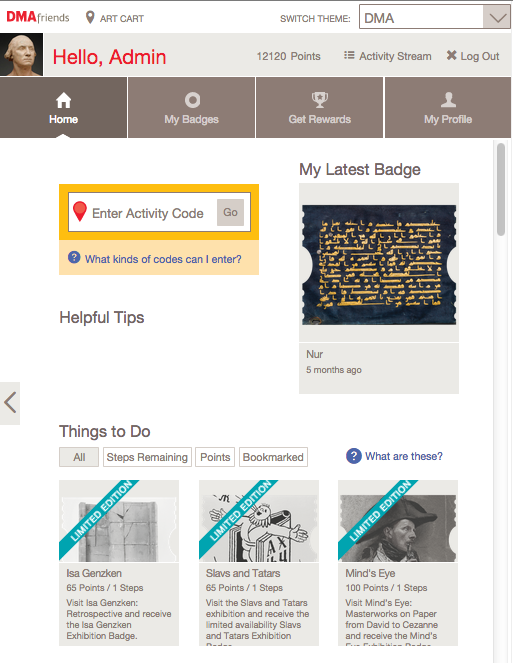 DMAfriends ART CART SWITCH THEME: DMA
Hello, Admin 12120 Points Activity Stream Log Out
Home My Badges Get Rewards My Profile
My Latest Badge
Enter Activity Code Go
? What kinds of codes can I enter?
Helpful Tips
Nur
5 months ago
Things to Do
All Steps Remaining Points Bookmarked ? What are these?
LIMITED EDITION LIMITED EDITION LIMITED EDITION
Isa Genzken
65 Points / 1 Steps
Visit Isa Genzken:
Retrospective and receive
the Isa Genzken
Exhibition Badge.
Slavs and Tatars
65 Points / 1 Steps
Visit the Slavs and Tatars
exhibition and receive the
limited availability Slavs
and Tatars Exhibition
Mind's Eye
100 Points / 1 Steps
Visit Mind's Eye:
Masterworks on Paper
from David to Cezanne
and receive the Mind's